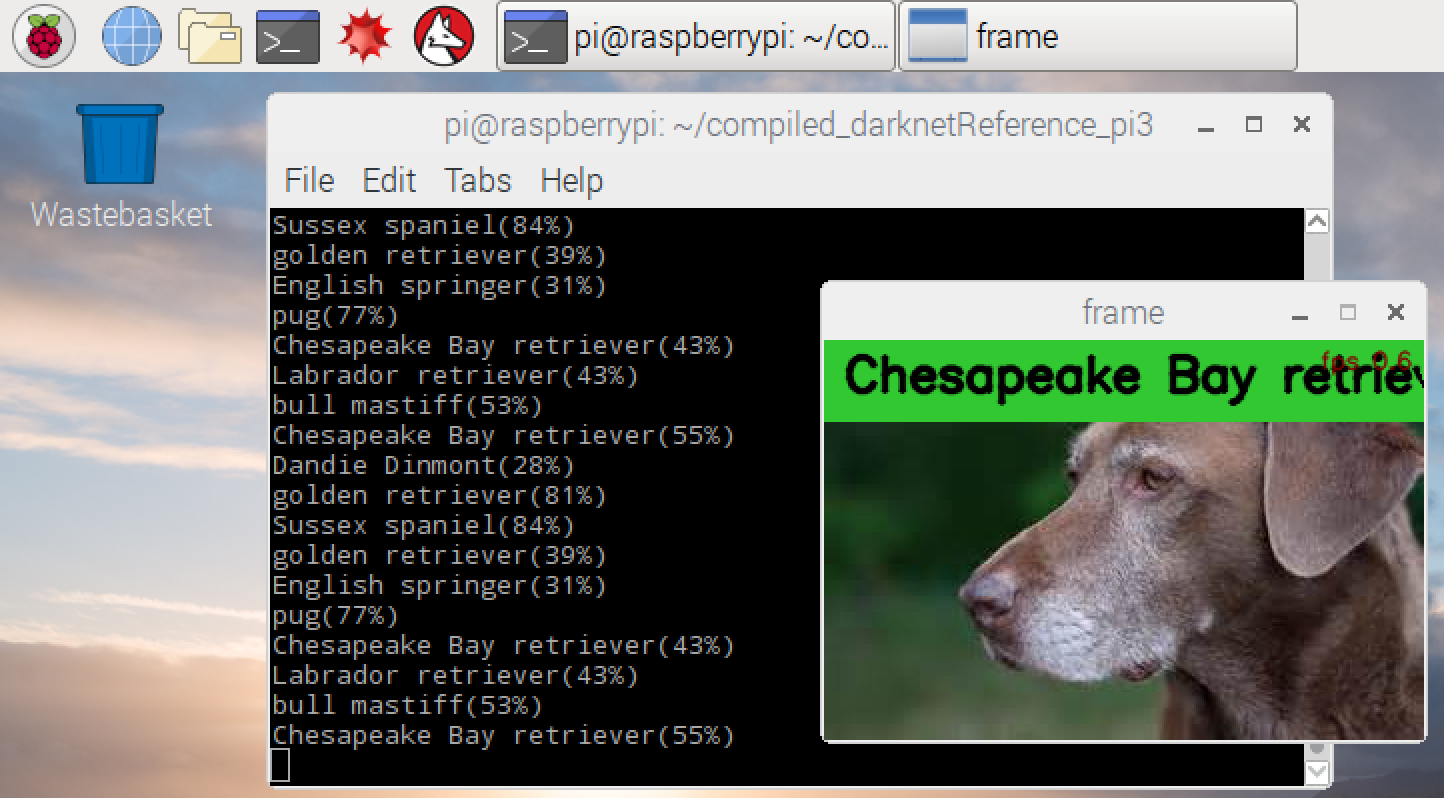 pi@raspberrypi: ~/co...
frame
Wastebasket
pi@raspberrypi: ~/compiled_darknetReference_pi3
File Edit Tabs Help
Sussex spaniel(84%)
golden retriever(39%)
English springer(31%)
pug(77%)
Chesapeake Bay retriever(43%)
Labrador retriever(43%)
bull mastiff(53%)
Chesapeake Bay retriever(55%)
Dandie Dinmont(28%)
golden retriever(81%)
Sussex spaniel(84%)
golden retriever(39%)
English springer(31%)
pug(77%)
Chesapeake Bay retriever(43%)
Labrador retriever(43%)
bull mastiff(53%)
Chesapeake Bay retriever(55%)
frame
fps 0.6
Chesapeake Bay retriev